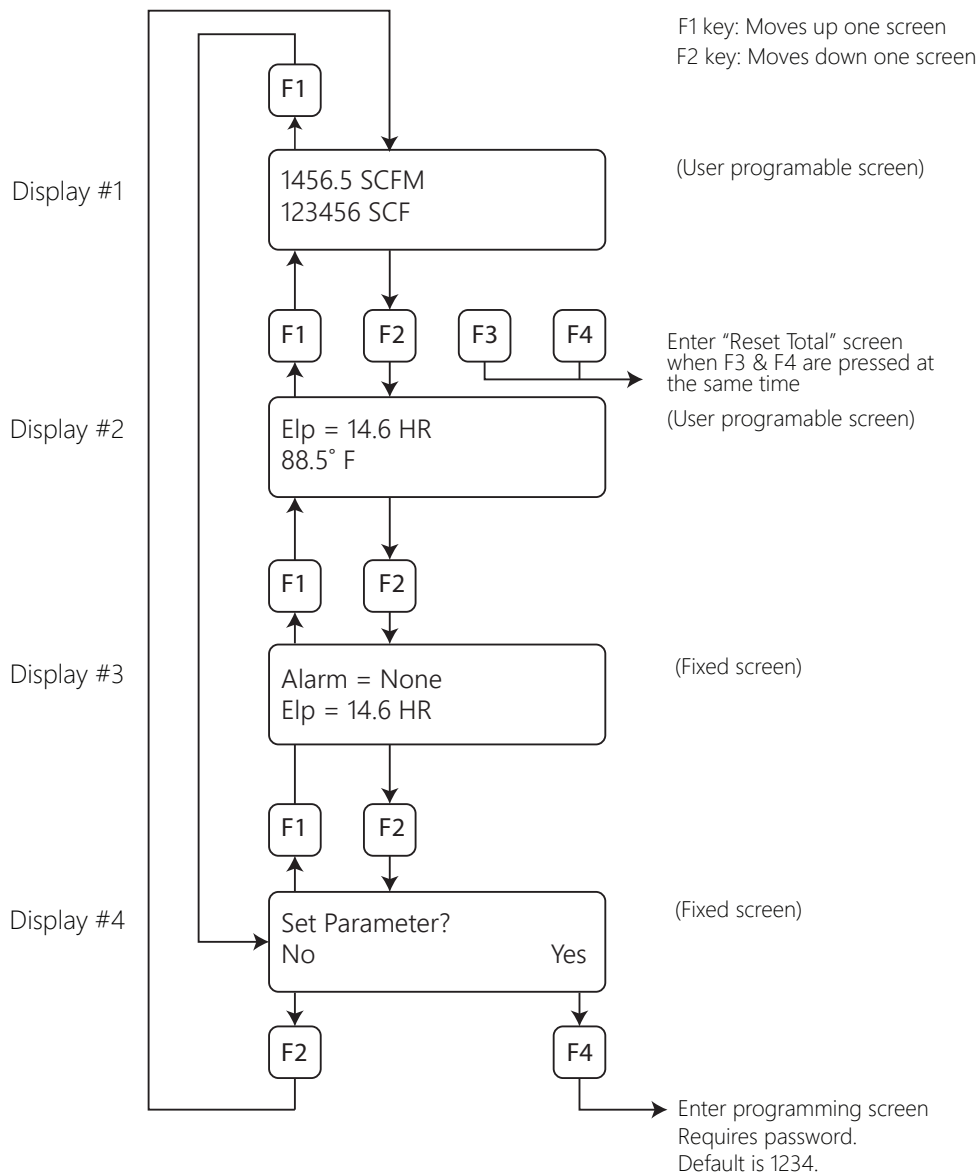 F1 key: Moves up one screen
F2 key: Moves down one screen
F1
Display #1
1456.5 SCFM
123456 SCF
(User programable screen)
F1
F2
F3
F4
Enter “Reset Total” screen
when F3 & F4 are pressed at
the same time
Display #2
Elp = 14.6 HR
88.5° F
(User programable screen)
F1
F2
Display #3
Alarm = None
Elp = 14.6 HR
(Fixed screen)
F1
F2
Display #4
Set Parameter?
No Yes
(Fixed screen)
F2
F4
Enter programming screen
Requires password.
Default is 1234.